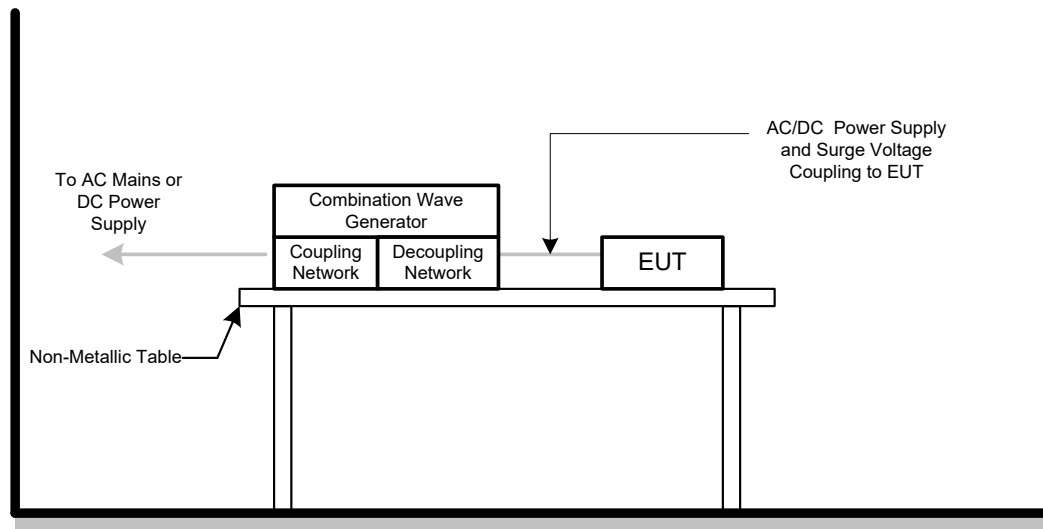 AC/DC Power Supply
and Surge Voltage
Coupling to EUT
To AC Mains or
DC Power
Supply
Combination Wave
Generator
Coupling
Network
Decoupling
Network
EUT
Non-Metallic Table